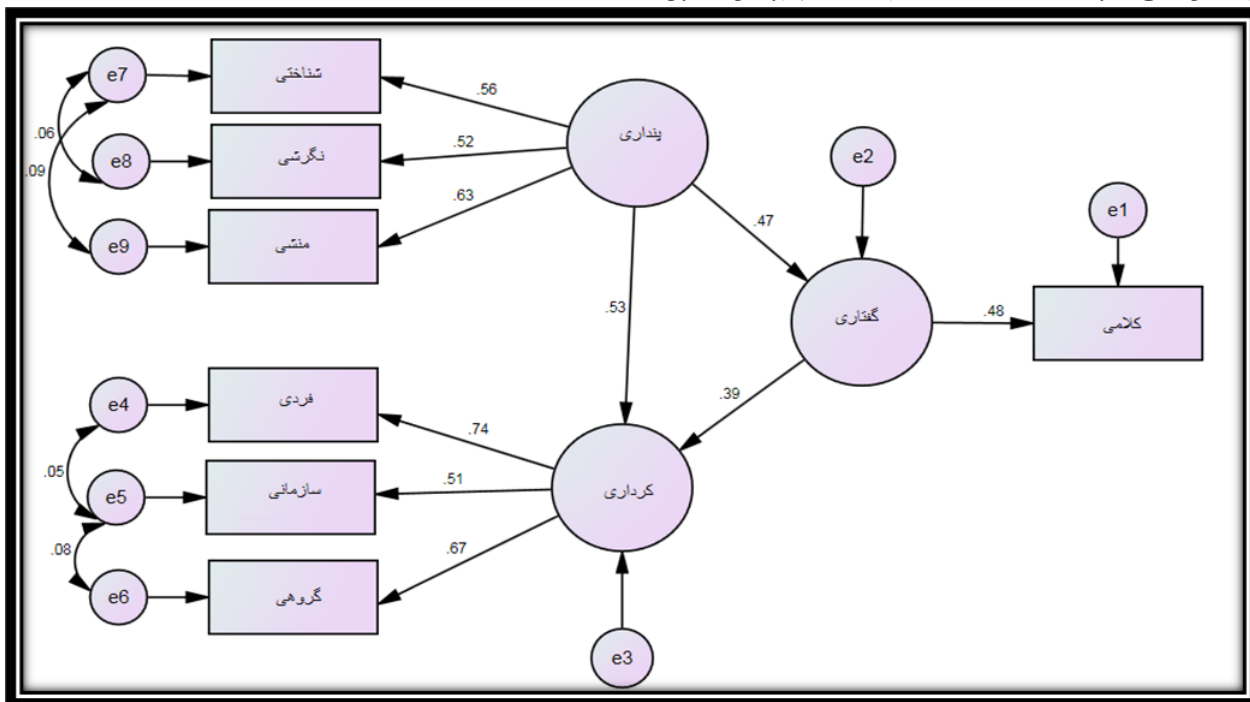 e7
شناختی
.56
پنداری
.06
e8
نگرشی
.52
e2
.09
e9
منشی
.63
.47
e1
.53
گفتاری
.48
کلامی
e4
فردی
.74
.39
.05
e5
سازمانی
.51
کرداری
.08
e6
گروهی
.67
e3